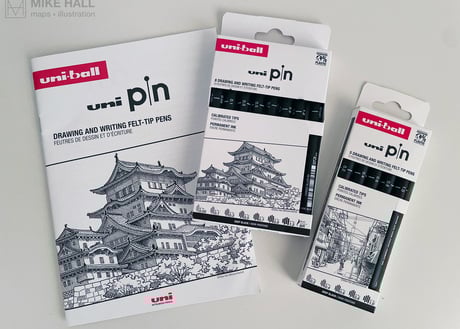 MIKE HALL
maps • illustration
uni-ball
uni pin
DRAWING AND WRITING FELT-TIP PENS
FEUTRES DE DESSIN ET D'ÉCRITURE
uni
uni-ball
uni pin
8 DRAWING AND WRITING FELT-TIP PENS
CALIBRATED TIPS
PERMANENT INK
uni-ball
uni pin
5 DRAWING AND WRITING FELT TIP PENS
CALIBRATED TIPS
PERMANENT INK